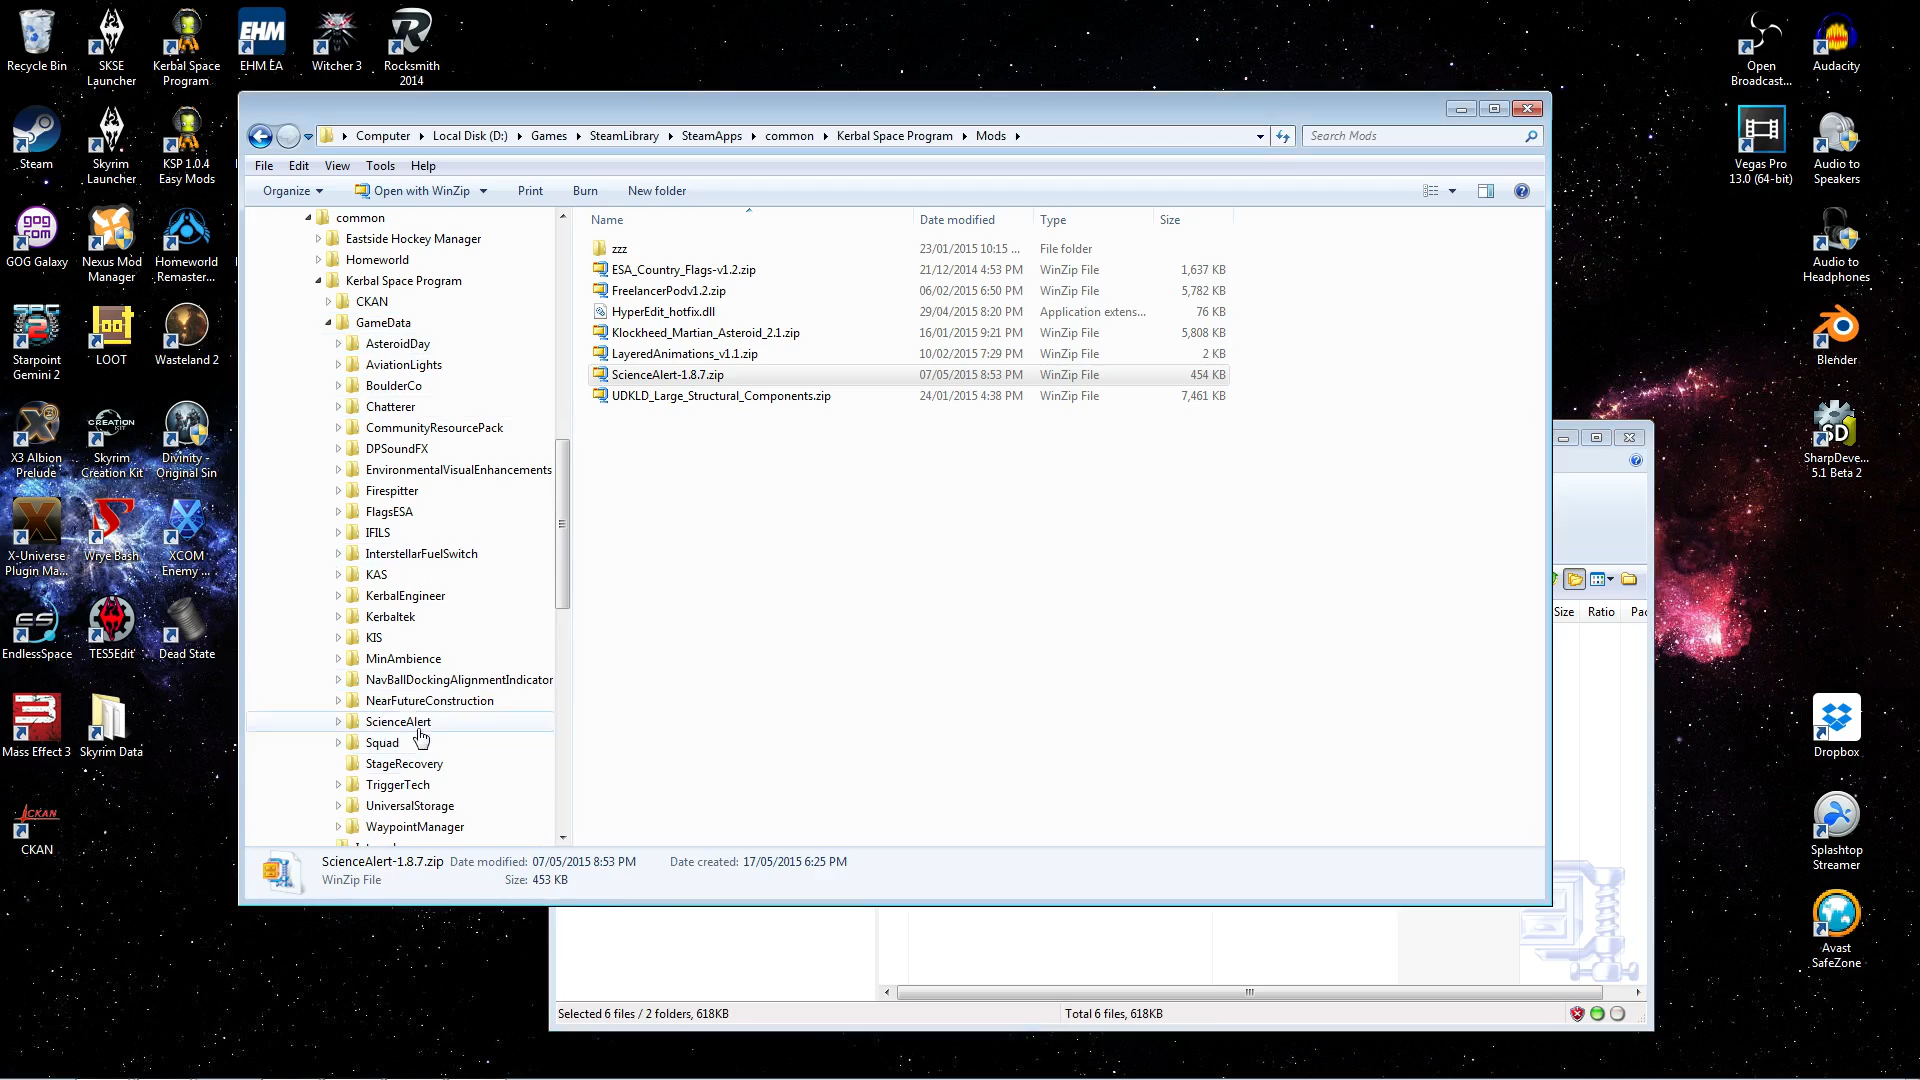 Recycle Bin
SKSE
Launcher
Kerbal Space
Program
EHM
EHM EA
Witcher 3
Rocksmith
2014
Open
Broadcast...
Audacity
Steam
Skyrim
Launcher
KSP 1.0.4
Easy Mods
Vegas Pro
13.0 (64-bit)
Audio to
Speakers
GOG
COM
GOG Galaxy
Nexus Mod
Manager
Homeworld
Remaster...
Audio to
Headphones
Starpoint
Gemini 2
LOOT
Wasteland 2
Blender
X3 Albion
Prelude
CREATION
KIT
Skyrim
Creation Kit
Divinity -
Original Sin
SD
SharpDeve...
5.1 Beta 2
X-Universe
Plugin Ma...
Wrye Bash
XCOM
Enemy ...
ES
EndlessSpace
TES5Edit
Dead State
Mass Effect 3
Skyrim Data
Dropbox
CKAN
CKAN
Splashtop
Streamer
Avast
SafeZone
Computer
Local Disk (D:)
Games
SteamLibrary
SteamApps
common
Kerbal Space Program
Mods
Search Mods
File Edit View Tools Help
Organize
Open with WinZip
Print
Burn
New folder
common
Eastside Hockey Manager
Homeworld
Kerbal Space Program
CKAN
GameData
AsteroidDay
AviationLights
BoulderCo
Chatterer
CommunityResourcePack
DPSoundFX
EnvironmentalVisualEnhancements
Firespitter
FlagsESA
IFILS
InterstellarFuelSwitch
KAS
KerbalEngineer
Kerbaltek
KIS
MinAmbience
NavBallDockingAlignmentIndicator
NearFutureConstruction
ScienceAlert
Squad
StageRecovery
TriggerTech
UniversalStorage
WaypointManager
Name Date modified Type Size
zzz 23/01/2015 10:15 ... File folder
ESA_Country_Flags-v1.2.zip 21/12/2014 4:53 PM WinZip File 1,637 KB
FreelancerPodv1.2.zip 06/02/2015 6:50 PM WinZip File 5,782 KB
HyperEdit_hotfix.dll 29/04/2015 8:20 PM Application extens... 76 KB
Klockheed_Martian_Asteroid_2.1.zip 16/01/2015 9:21 PM WinZip File 5,808 KB
LayeredAnimations_v1.1.zip 10/02/2015 7:29 PM WinZip File 2 KB
ScienceAlert-1.8.7.zip 07/05/2015 8:53 PM WinZip File 454 KB
UDKLD_Large_Structural_Components.zip 24/01/2015 4:38 PM WinZip File 7,461 KB
ScienceAlert-1.8.7.zip Date modified: 07/05/2015 8:53 PM Date created: 17/05/2015 6:25 PM
WinZip File Size: 453 KB
Size Ratio Pac
Selected 6 files / 2 folders, 618KB
Total 6 files, 618KB